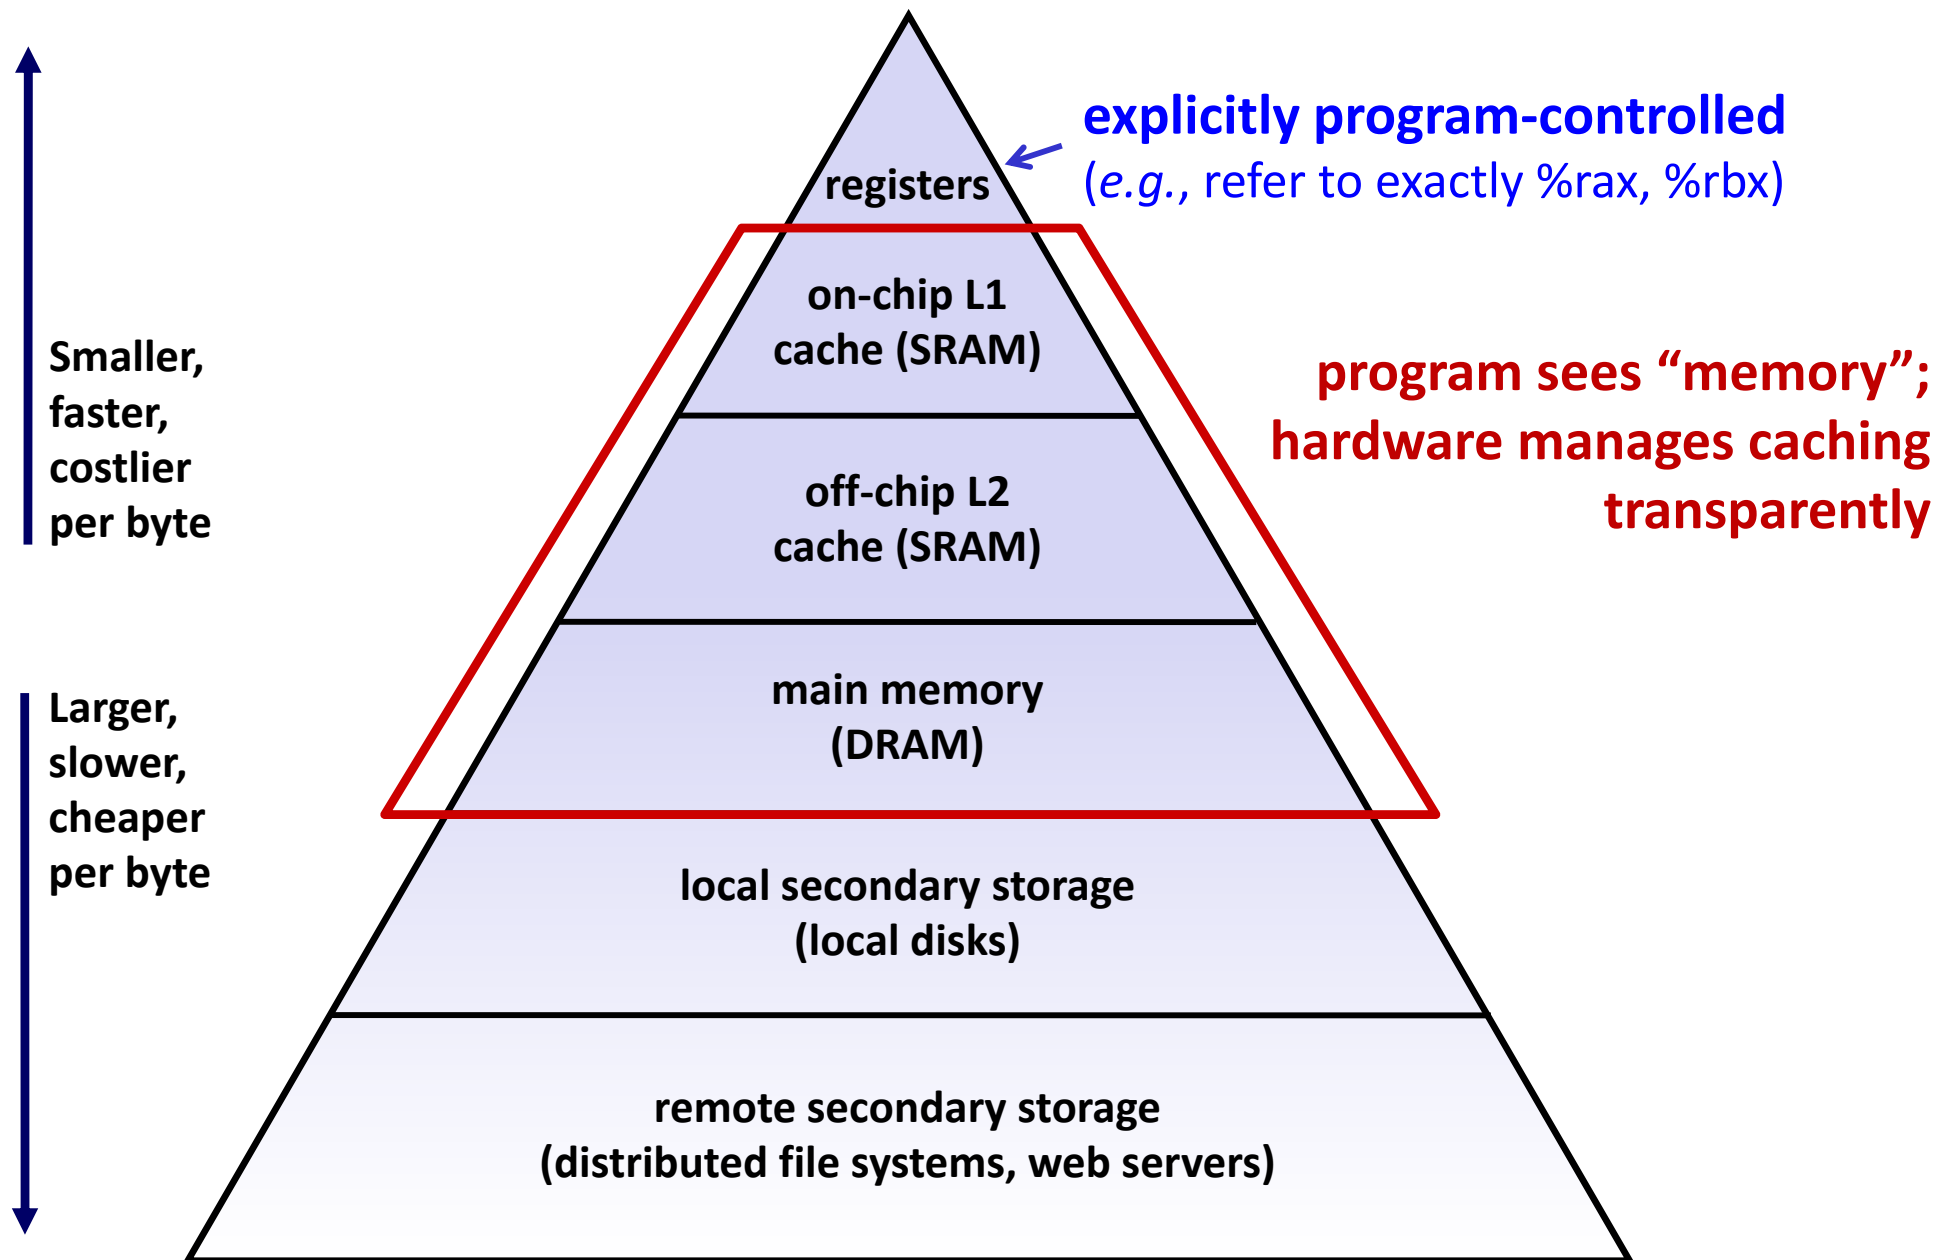 explicitly program-controlled
(e.g., refer to exactly %rax, %rbx)
registers
on-chip L1
cache (SRAM)
program sees “memory”;
hardware manages caching
transparently
Smaller,
faster,
costlier
per byte
off-chip L2
cache (SRAM)
main memory
(DRAM)
Larger,
slower,
cheaper
per byte
local secondary storage
(local disks)
remote secondary storage
(distributed file systems, web servers)